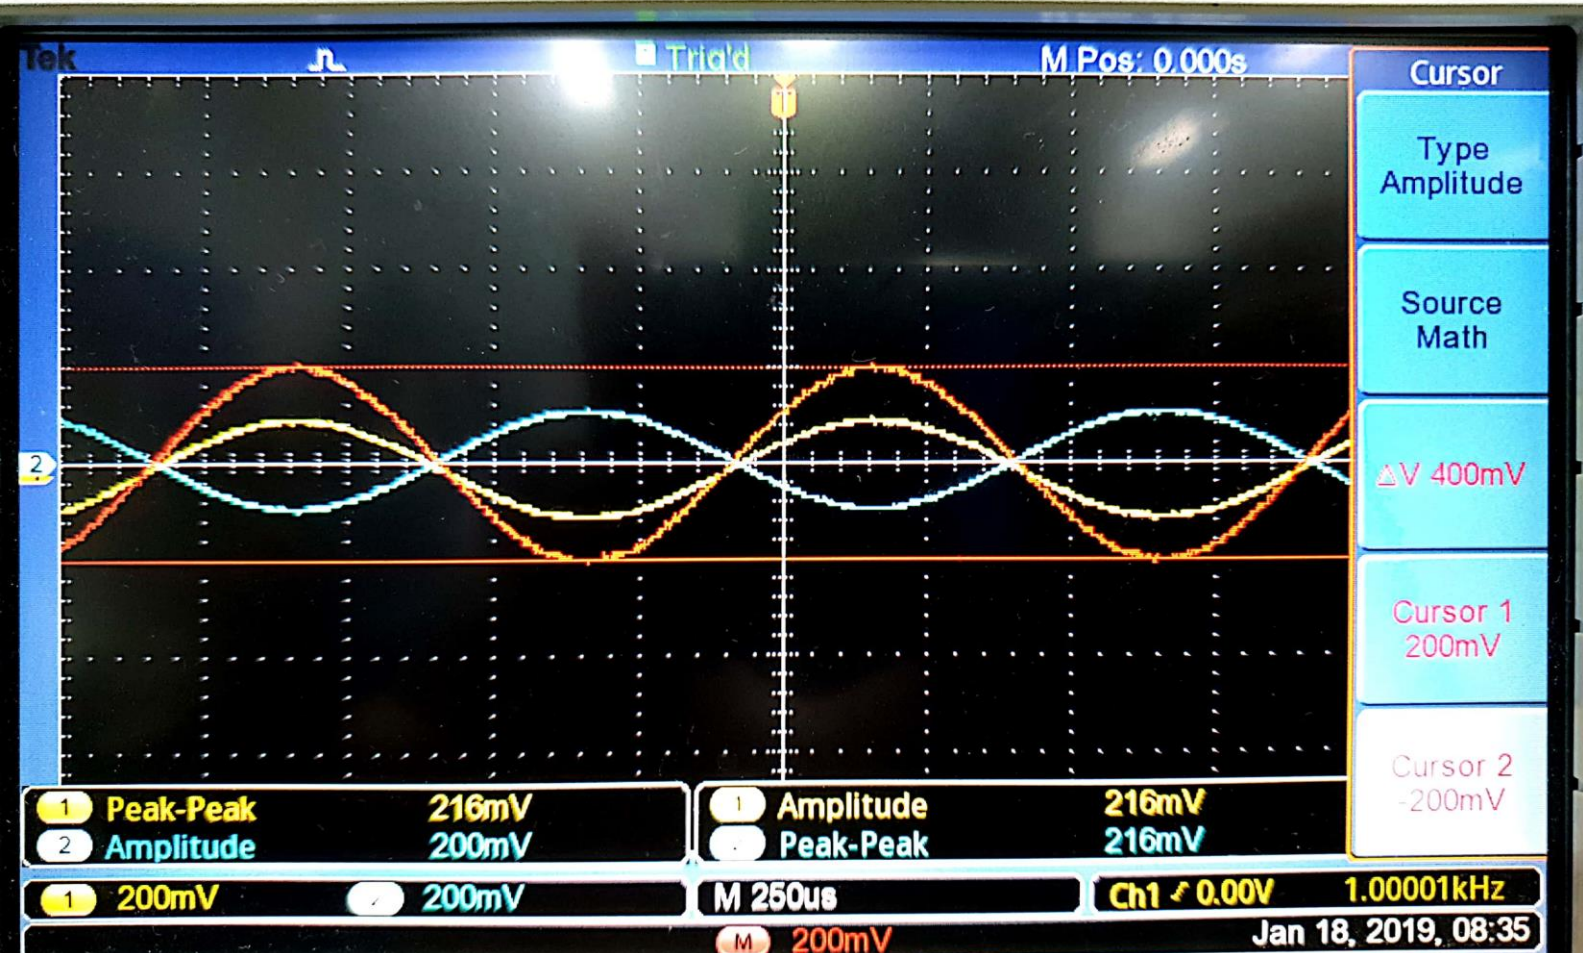 Tek Trig'd M Pos: 0.000s
Cursor
Type
Amplitude
Source
Math
ΔV 400mV
Cursor 1
200mV
Cursor 2
-200mV
2
1 Peak-Peak 216mV
2 Amplitude 200mV
1 Amplitude 216mV
Peak-Peak 216mV
1 200mV 200mV M 250us Ch1 0.00V 1.00001kHz
M 200mV Jan 18, 2019, 08:35